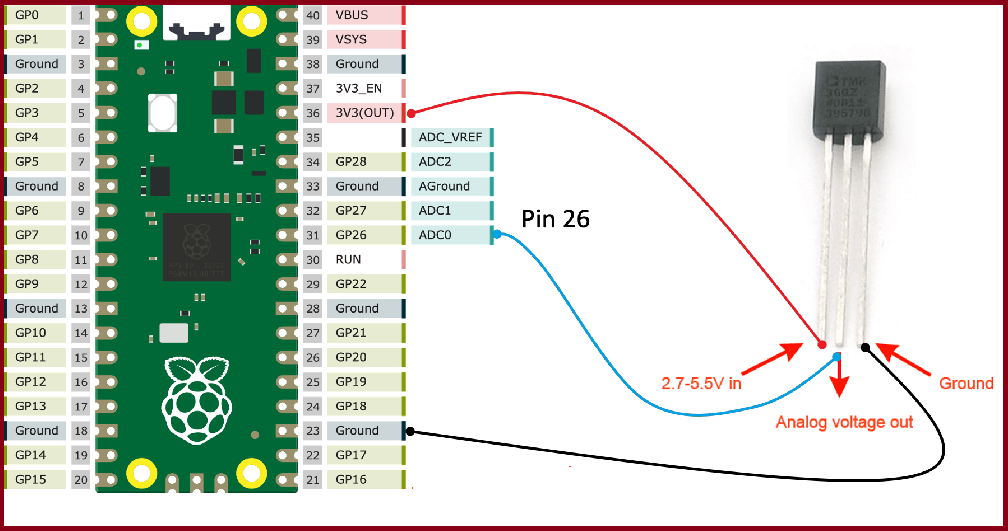 GP0 1 40 VBUS
GP1 2 39 VSYS
Ground 3 38 Ground
GP2 4 37 3V3_EN
GP3 5 36 3V3(OUT)
GP4 6 35 ADC_VREF
GP5 7 34 GP28 ADC2
Ground 8 33 Ground AGround
GP6 9 32 GP27 ADC1
GP7 10 31 GP26 ADC0
Pin 26
GP8 11 30 RUN
GP9 12 29 GP22
Ground 13 28 Ground
GP10 14 27 GP21
GP11 15 26 GP20
GP12 16 25 GP19
GP13 17 24 GP18
Ground 18 23 Ground
GP14 19 22 GP17
GP15 20 21 GP16
TMP
36GZ
2.7-5.5V in
Analog voltage out
Ground